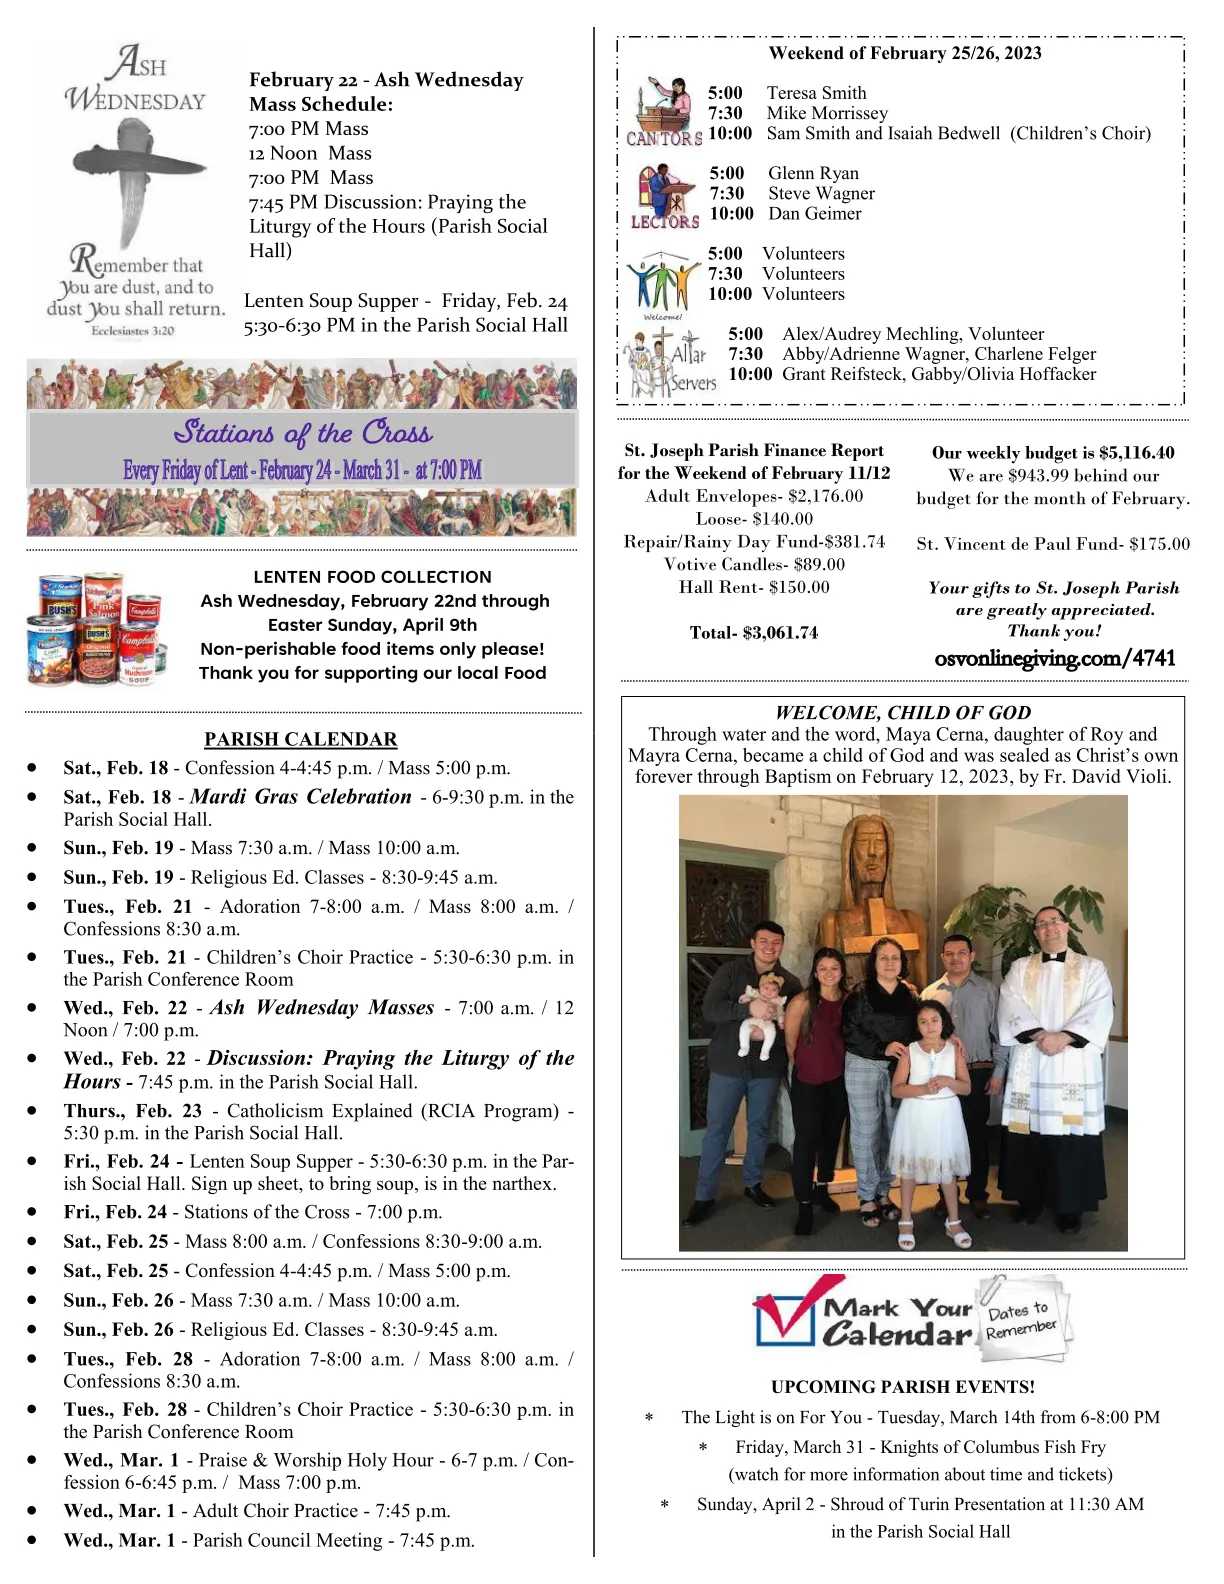 ASH
WEDNESDAY
Remember that
You are dust, and to
dust You shall return.
Ecclesiastes 3:20
February 22 - Ash Wednesday
Mass Schedule:
7:00 PM Mass
12 Noon  Mass
7:00 PM  Mass
7:45 PM Discussion: Praying the
Liturgy of the Hours (Parish Social
Hall)
Lenten Soup Supper -  Friday, Feb. 24
5:30-6:30 PM in the Parish Social Hall
Stations of the Cross
Every Friday of Lent - February 24 - March 31 -  at 7:00 PM
BUSH'S
Pink
Salmon
Campbell's
Light
BUSH'S
Original
Campbell's
Mushroom
SOUP
LENTEN FOOD COLLECTION
Ash Wednesday, February 22nd through
Easter Sunday, April 9th
Non-perishable food items only please!
Thank you for supporting our local Food
PARISH CALENDAR
• Sat., Feb. 18 - Confession 4-4:45 p.m. / Mass 5:00 p.m.
• Sat., Feb. 18 - Mardi Gras Celebration - 6-9:30 p.m. in the
Parish Social Hall.
• Sun., Feb. 19 - Mass 7:30 a.m. / Mass 10:00 a.m.
• Sun., Feb. 19 - Religious Ed. Classes - 8:30-9:45 a.m.
• Tues., Feb. 21 - Adoration 7-8:00 a.m. / Mass 8:00 a.m. /
Confessions 8:30 a.m.
• Tues., Feb. 21 - Children's Choir Practice - 5:30-6:30 p.m. in
the Parish Conference Room
• Wed., Feb. 22 - Ash Wednesday Masses - 7:00 a.m. / 12
Noon / 7:00 p.m.
• Wed., Feb. 22 - Discussion: Praying the Liturgy of the
Hours - 7:45 p.m. in the Parish Social Hall.
• Thurs., Feb. 23 - Catholicism Explained (RCIA Program) -
5:30 p.m. in the Parish Social Hall.
• Fri., Feb. 24 - Lenten Soup Supper - 5:30-6:30 p.m. in the Par-
ish Social Hall. Sign up sheet, to bring soup, is in the narthex.
• Fri., Feb. 24 - Stations of the Cross - 7:00 p.m.
• Sat., Feb. 25 - Mass 8:00 a.m. / Confessions 8:30-9:00 a.m.
• Sat., Feb. 25 - Confession 4-4:45 p.m. / Mass 5:00 p.m.
• Sun., Feb. 26 - Mass 7:30 a.m. / Mass 10:00 a.m.
• Sun., Feb. 26 - Religious Ed. Classes - 8:30-9:45 a.m.
• Tues., Feb. 28 - Adoration 7-8:00 a.m. / Mass 8:00 a.m. /
Confessions 8:30 a.m.
• Tues., Feb. 28 - Children's Choir Practice - 5:30-6:30 p.m. in
the Parish Conference Room
• Wed., Mar. 1 - Praise & Worship Holy Hour - 6-7 p.m. / Con-
fession 6-6:45 p.m. /  Mass 7:00 p.m.
• Wed., Mar. 1 - Adult Choir Practice - 7:45 p.m.
• Wed., Mar. 1 - Parish Council Meeting - 7:45 p.m.
Weekend of February 25/26, 2023
CANTORS
5:00 Teresa Smith
7:30 Mike Morrissey
10:00 Sam Smith and Isaiah Bedwell  (Children's Choir)
LECTORS
5:00 Glenn Ryan
7:30 Steve Wagner
10:00 Dan Geimer
Welcome!
5:00 Volunteers
7:30 Volunteers
10:00 Volunteers
Altar
Servers
5:00 Alex/Audrey Mechling, Volunteer
7:30 Abby/Adrienne Wagner, Charlene Felger
10:00 Grant Reifsteck, Gabby/Olivia Hoffacker
St. Joseph Parish Finance Report
for the Weekend of February 11/12
Adult Envelopes- $2,176.00
Loose- $140.00
Repair/Rainy Day Fund-$381.74
Votive Candles- $89.00
Hall Rent- $150.00
Total- $3,061.74
Our weekly budget is $5,116.40
We are $943.99 behind our
budget for the month of February.
St. Vincent de Paul Fund- $175.00
Your gifts to St. Joseph Parish
are greatly appreciated.
Thank you!
osvonlinegiving.com/4741
WELCOME, CHILD OF GOD
Through water and the word, Maya Cerna, daughter of Roy and
Mayra Cerna, became a child of God and was sealed as Christ's own
forever through Baptism on February 12, 2023, by Fr. David Violi.
Mark Your
Calendar
Dates to
Remember
UPCOMING PARISH EVENTS!
* The Light is on For You - Tuesday, March 14th from 6-8:00 PM
* Friday, March 31 - Knights of Columbus Fish Fry
(watch for more information about time and tickets)
* Sunday, April 2 - Shroud of Turin Presentation at 11:30 AM
in the Parish Social Hall